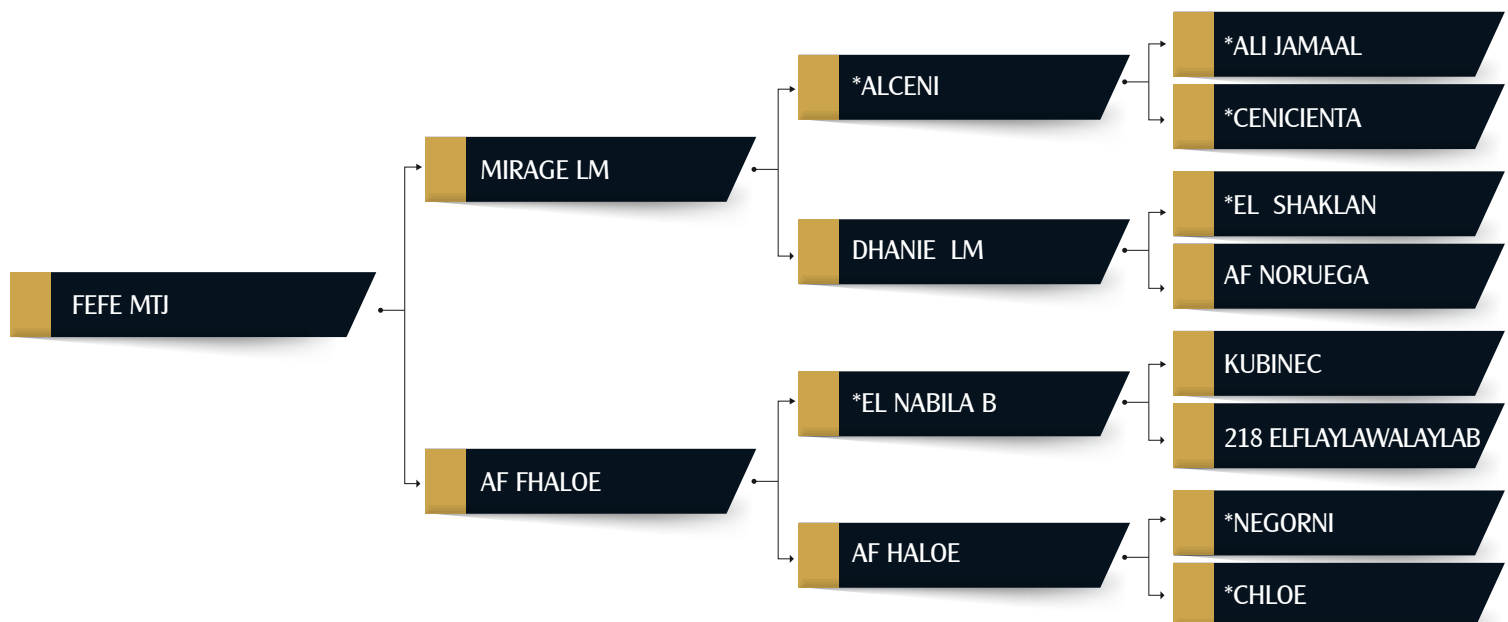 *ALI JAMAAL
*ALCENI
*CENICIENTA
MIRAGE LM
*EL SHAKLAN
DHANIE LM
AF NORUEGA
FEFE MTJ
KUBINEC
*EL NABILA B
218 ELFLAYLAWALAYLAB
AF FHALOE
*NEGORNI
AF HALOE
*CHLOE